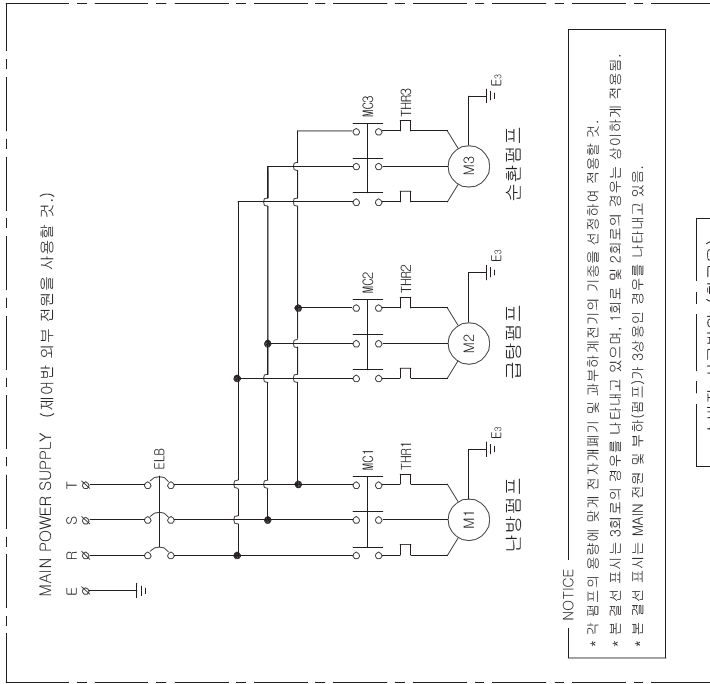 MAIN POWER SUPPLY (제어반 외부 전원을 사용할 것.)
E R S T
ELB
MC1 MC2 MC3
THR1 THR2 THR3
M1 M2 M3
E3 E3 E3
난방펌프 급탕펌프 순환펌프
NOTICE
* 각 펌프의 용량에 맞게 전자개폐기 및 과부하계전기의 기종을 선정하여 적용할 것.
* 본 결선 표시는 3회로의 경우를 나타내고 있으며, 1회로 및 2회로의 경우는 상이하게 적용됨.
* 본 결선 표시는 MAIN 전원 및 부하(펌프)가 3상용인 경우를 나타내고 있음.